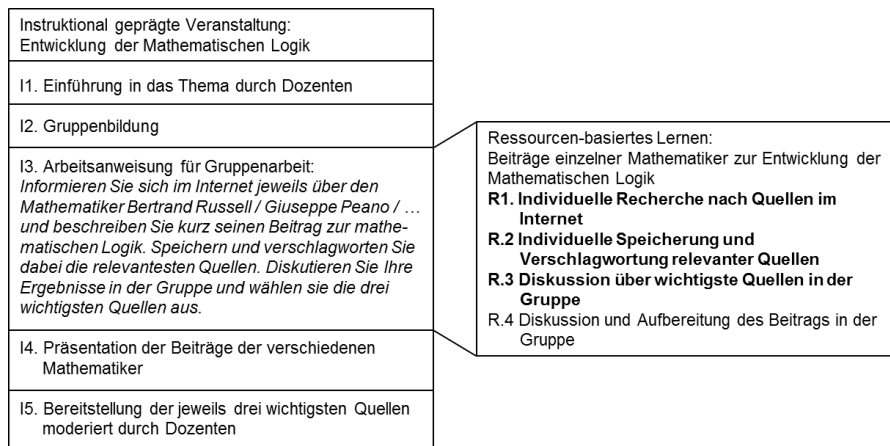 Instruktional geprägte Veranstaltung:
Entwicklung der Mathematischen Logik
I1. Einführung in das Thema durch Dozenten
I2. Gruppenbildung
I3. Arbeitsanweisung für Gruppenarbeit:
Informieren Sie sich im Internet jeweils über den
Mathematiker Bertrand Russell / Giuseppe Peano / …
und beschreiben Sie kurz seinen Beitrag zur mathe-
matischen Logik. Speichern und verschlagworten Sie
dabei die relevantesten Quellen. Diskutieren Sie Ihre
Ergebnisse in der Gruppe und wählen sie die drei
wichtigsten Quellen aus.
I4. Präsentation der Beiträge der verschiedenen
Mathematiker
I5. Bereitstellung der jeweils drei wichtigsten Quellen
moderiert durch Dozenten
Ressourcen-basiertes Lernen:
Beiträge einzelner Mathematiker zur Entwicklung der
Mathematischen Logik
R1. Individuelle Recherche nach Quellen im
Internet
R.2 Individuelle Speicherung und
Verschlagwortung relevanter Quellen
R.3 Diskussion über wichtigste Quellen in der
Gruppe
R.4 Diskussion und Aufbereitung des Beitrags in der
Gruppe